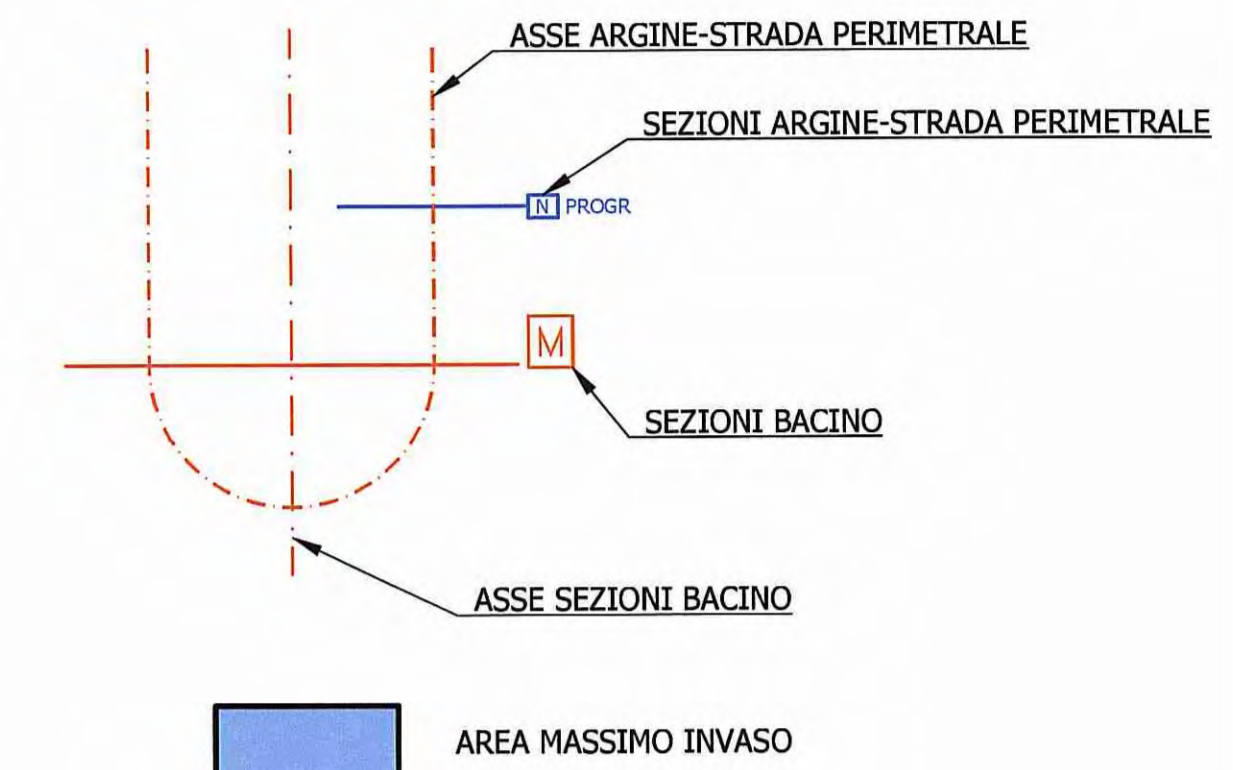 ASSE ARGINE-STRADA PERIMETRALE
SEZIONI ARGINE-STRADA PERIMETRALE
N PROGR
M
SEZIONI BACINO
ASSE SEZIONI BACINO
AREA MASSIMO INVASO